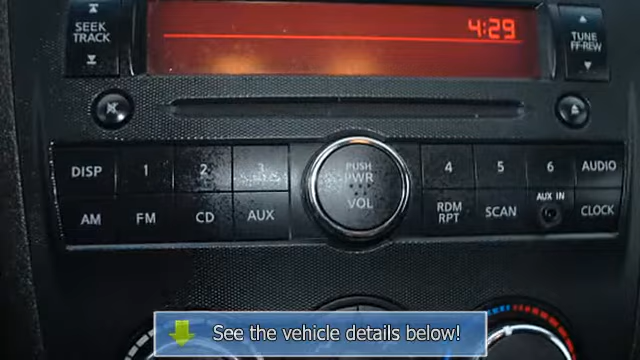 SEEK
TRACK
4:29
TUNE
FF-REW
DISP
1
2
3
PUSH
PWR
VOL
4
5
6
AUDIO
AM
FM
CD
AUX
RDM
RPT
SCAN
AUX IN
CLOCK
See the vehicle details below!